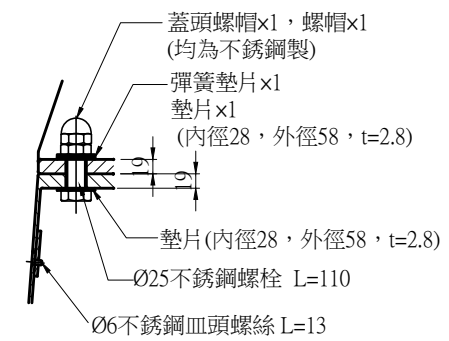 蓋頭螺帽×1，螺帽×1
(均為不銹鋼製)
彈簧墊片×1
墊片×1
(內徑28，外徑58，t=2.8)
19
19
墊片(內徑28，外徑58，t=2.8)
Ø25不銹鋼螺栓 L=110
Ø6不銹鋼皿頭螺絲 L=13